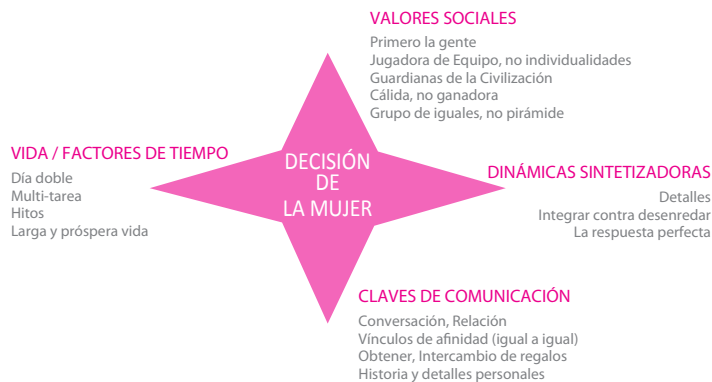 VALORES SOCIALES
Primero la gente
Jugadora de Equipo, no individualidades
Guardianas de la Civilización
Cálida, no ganadora
Grupo de iguales, no pirámide
VIDA / FACTORES DE TIEMPO
Día doble
Multi-tarea
Hitos
Larga y próspera vida
DECISIÓN
DE
LA MUJER
DINÁMICAS SINTETIZADORAS
Detalles
Integrar contra desenredar
La respuesta perfecta
CLAVES DE COMUNICACIÓN
Conversación, Relación
Vínculos de afinidad (igual a igual)
Obtener, Intercambio de regalos
Historia y detalles personales